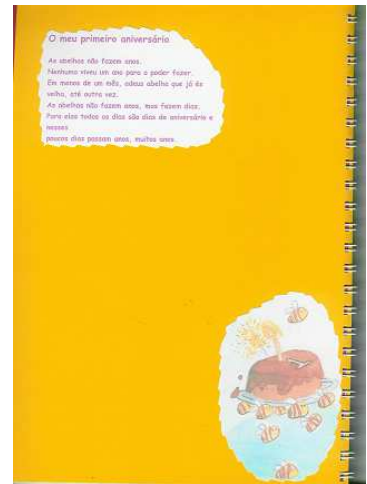 O meu primeiro aniversário
As abelhas não fazem anos.
Nenhuma viveu um ano para o poder fazer.
Em menos de um mês, adeus abelha que já és
velha, até outra vez.
As abelhas não fazem anos, mas fazem dias.
Para elas todos os dias são dias de aniversário e
nesses
poucos dias passam anos, muitos anos.